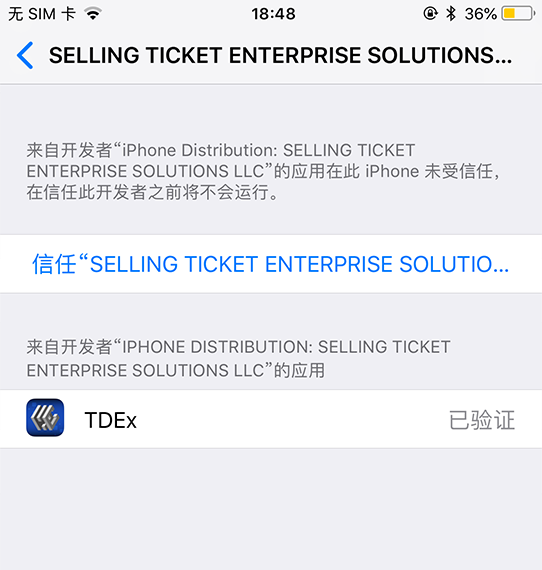 无 SIM 卡 18:48 36%
SELLING TICKET ENTERPRISE SOLUTIONS...
来自开发者“iPhone Distribution: SELLING TICKET
ENTERPRISE SOLUTIONS LLC”的应用在此 iPhone 未受信任，
在信任此开发者之前将不会运行。
信任“SELLING TICKET ENTERPRISE SOLUTIO...
来自开发者“IPHONE DISTRIBUTION: SELLING TICKET
ENTERPRISE SOLUTIONS LLC”的应用
TDEx 已验证